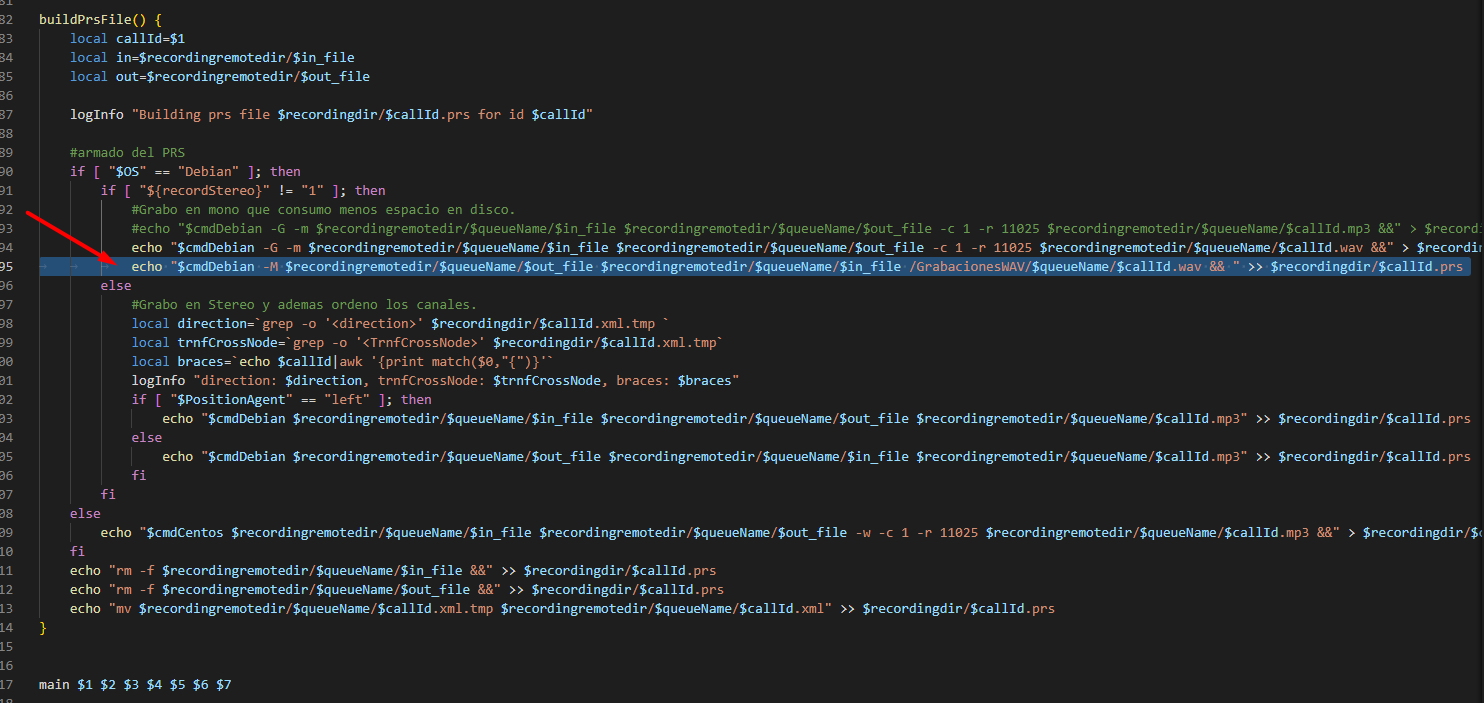 81
82 buildPrsFile() {
83 local callId=$1
84 local in=$recordingremotedir/$in_file
85 local out=$recordingremotedir/$out_file
86
87 logInfo "Building prs file $recordingdir/$callId.prs for id $callId"
88
89 #armado del PRS
90 if [ "$OS" == "Debian" ]; then
91 if [ "${recordStereo}" != "1" ]; then
92 #Grabo en mono que consumo menos espacio en disco.
93 #echo "$cmdDebian -G -m $recordingremotedir/$queueName/$in_file $recordingremotedir/$queueName/$out_file -c 1 -r 11025 $recordingremotedir/$queueName/$callId.mp3 &&" > $record
94 echo "$cmdDebian -G -m $recordingremotedir/$queueName/$in_file $recordingremotedir/$queueName/$out_file -c 1 -r 11025 $recordingremotedir/$queueName/$callId.wav &&" > $recordin
95 echo "$cmdDebian -M $recordingremotedir/$queueName/$out_file $recordingremotedir/$queueName/$in_file /GrabacionesWAV/$queueName/$callId.wav && " >> $recordingdir/$callId.prs
96 else
97 #Grabo en Stereo y ademas ordeno los canales.
98 local direction=`grep -o '<direction>' $recordingdir/$callId.xml.tmp `
99 local trnfCrossNode=`grep -o '<TrnfCrossNode>' $recordingdir/$callId.xml.tmp`
00 local braces=`echo $callId|awk '{print match($0,"{")}'`
01 logInfo "direction: $direction, trnfCrossNode: $trnfCrossNode, braces: $braces"
02 if [ "$PositionAgent" == "left" ]; then
03 echo "$cmdDebian $recordingremotedir/$queueName/$in_file $recordingremotedir/$queueName/$out_file $recordingremotedir/$queueName/$callId.mp3" >> $recordingdir/$callId.prs
04 else
05 echo "$cmdDebian $recordingremotedir/$queueName/$out_file $recordingremotedir/$queueName/$in_file $recordingremotedir/$queueName/$callId.mp3" >> $recordingdir/$callId.prs
06 fi
07 fi
08 else
09 echo "$cmdCentos $recordingremotedir/$queueName/$in_file $recordingremotedir/$queueName/$out_file -w -c 1 -r 11025 $recordingremotedir/$queueName/$callId.mp3 &&" > $recordingdir/$c
10 fi
11 echo "rm -f $recordingremotedir/$queueName/$in_file &&" >> $recordingdir/$callId.prs
12 echo "rm -f $recordingremotedir/$queueName/$out_file &&" >> $recordingdir/$callId.prs
13 echo "mv $recordingremotedir/$queueName/$callId.xml.tmp $recordingremotedir/$queueName/$callId.xml" >> $recordingdir/$callId.prs
14 }
15
16
17 main $1 $2 $3 $4 $5 $6 $7